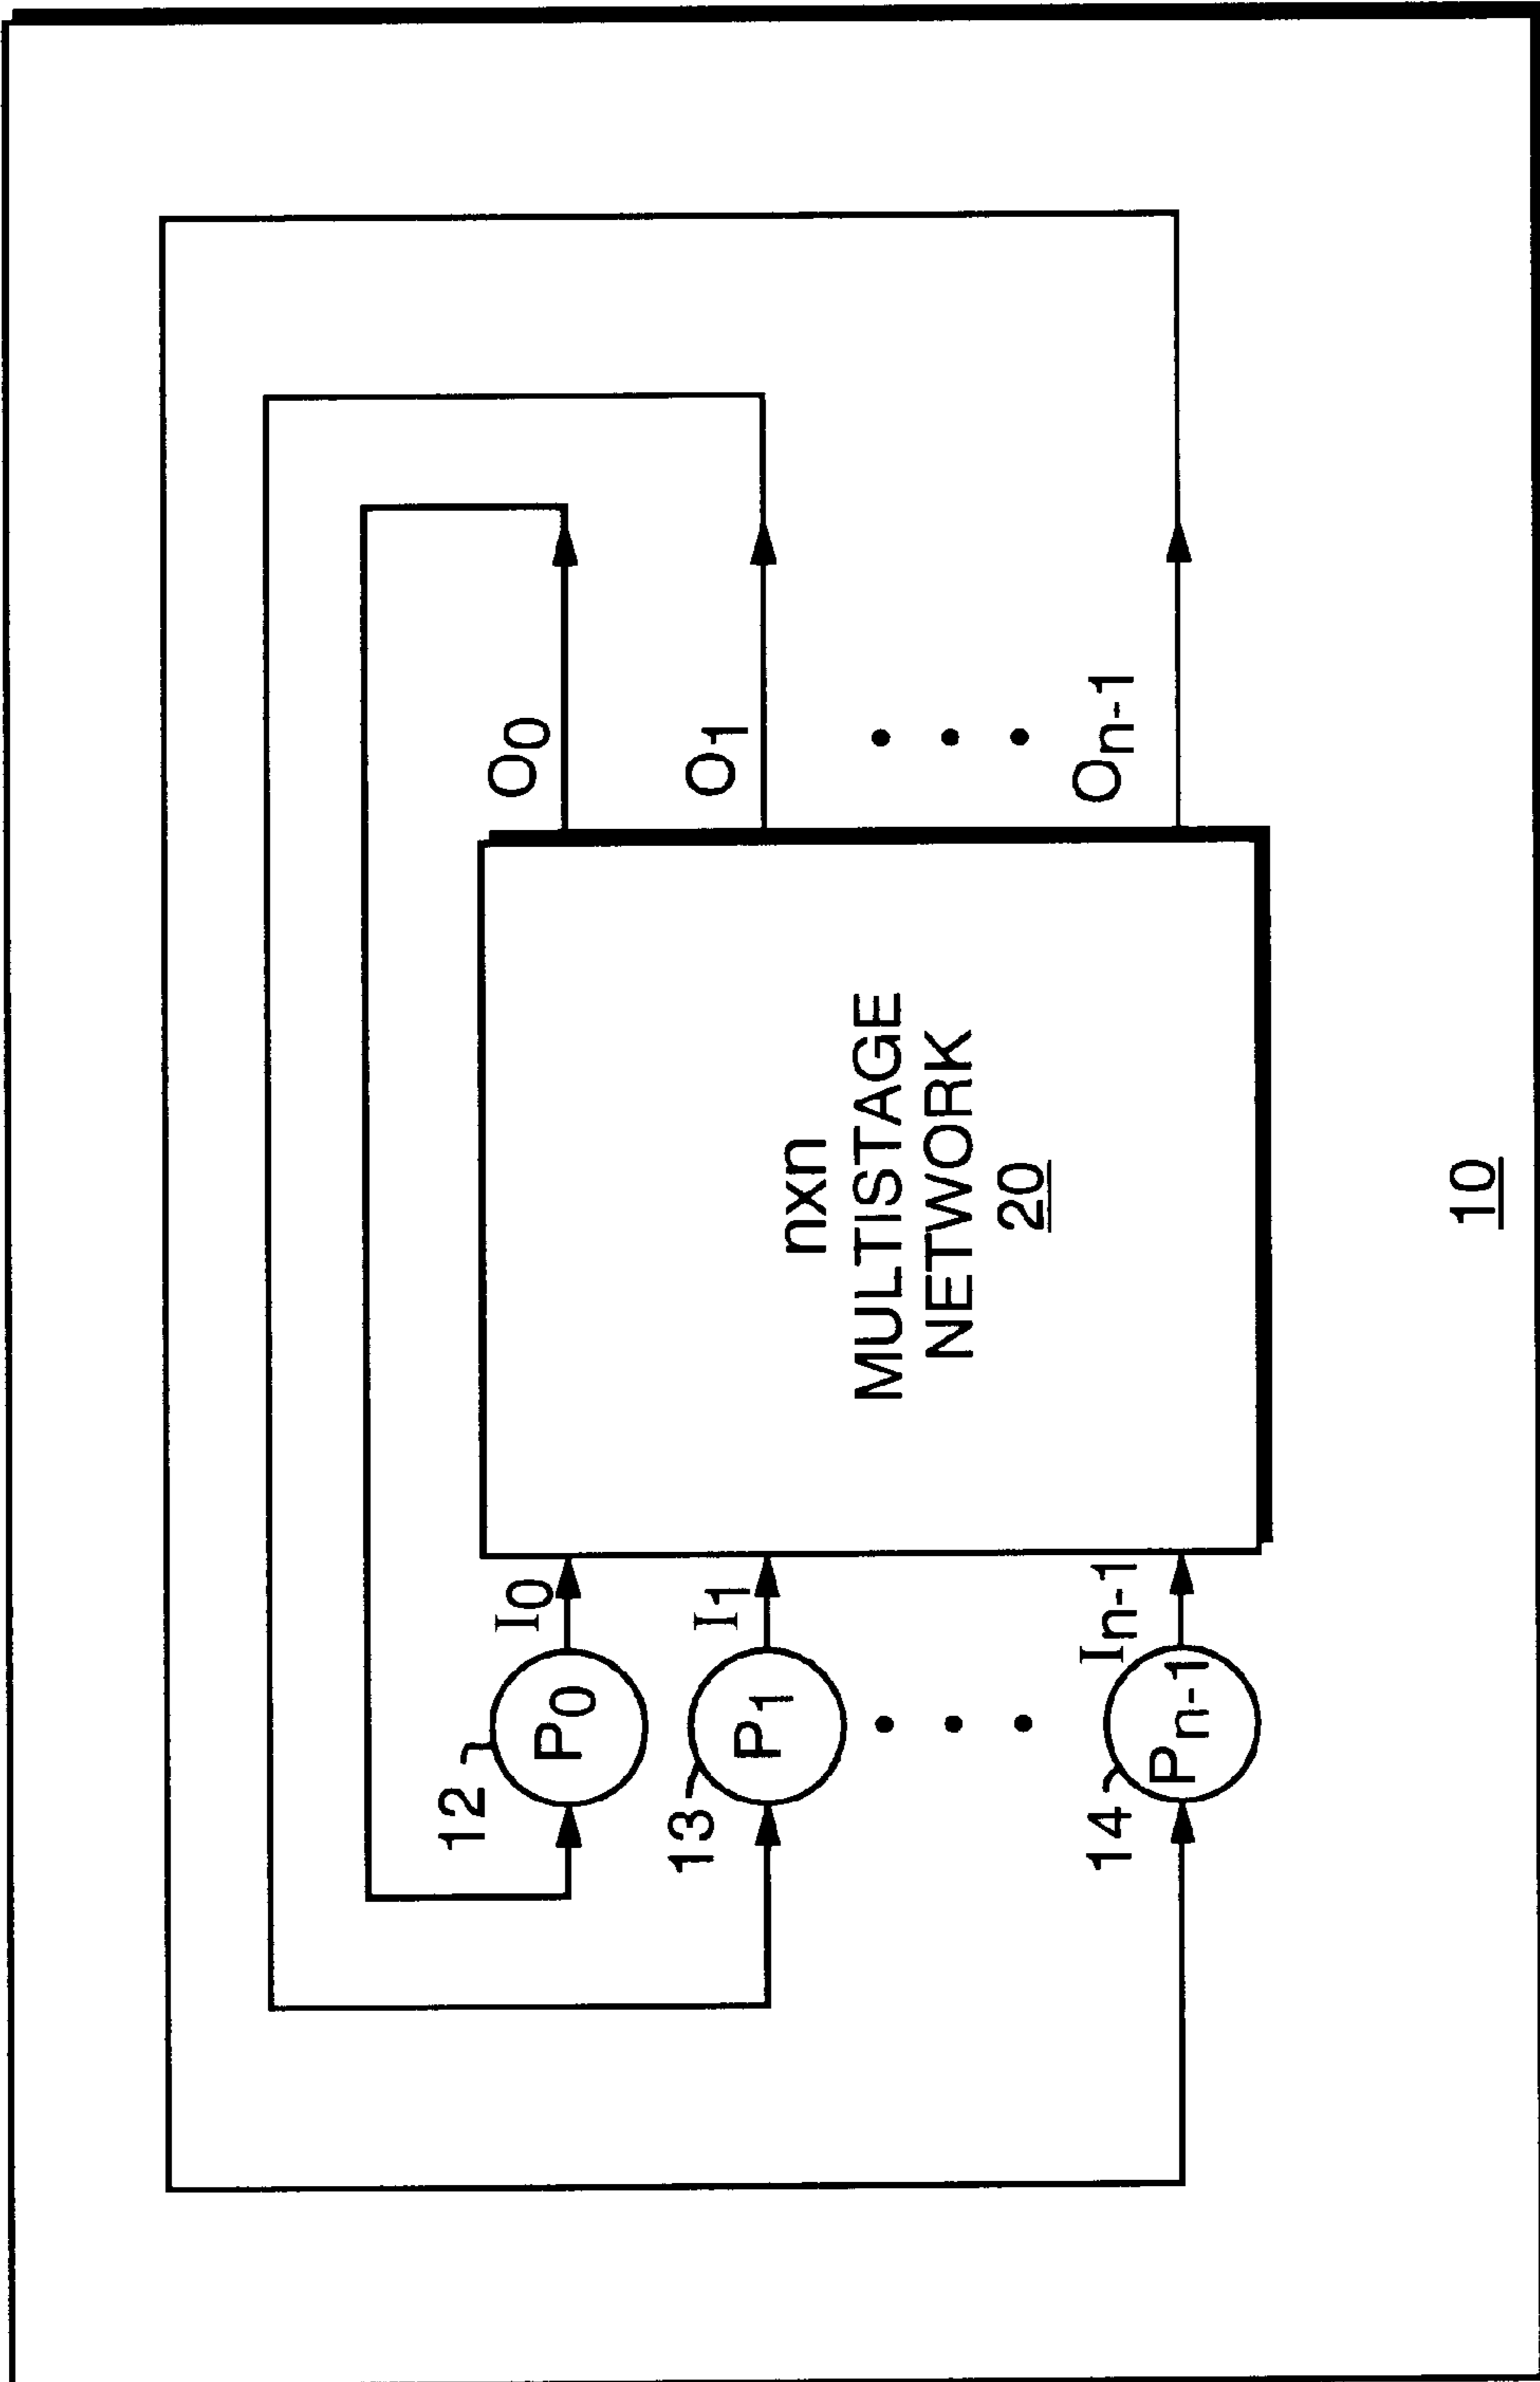 O0
O1
On-1
nxn
MULTISTAGE
NETWORK
20
I0
I1
In-1
12
P0
13
P1
14
Pn-1
10